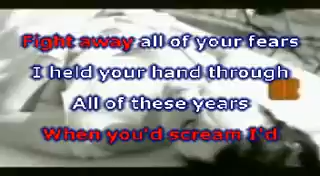 Fight away all of your fears
I held your hand through
All of these years
When you'd scream I'd